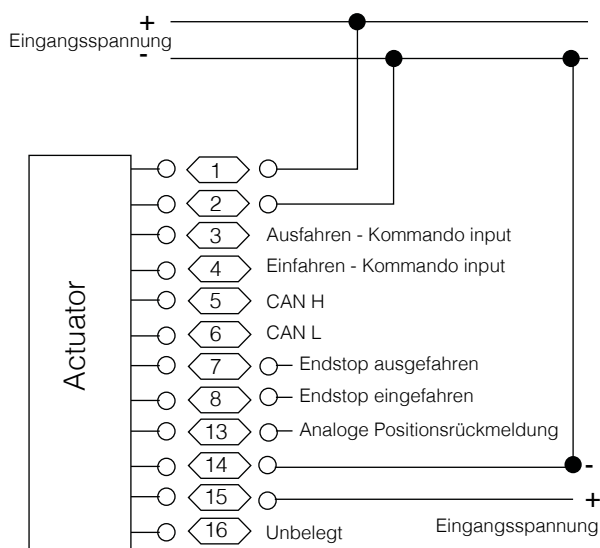 +
Eingangsspannung
-
Actuator
1
2
3 Ausfahren - Kommando input
4 Einfahren - Kommando input
5 CAN H
6 CAN L
7 Endstop ausgefahren
8 Endstop eingefahren
13 Analoge Positionsrückmeldung
14 -
15 +
16 Unbelegt Eingangsspannung